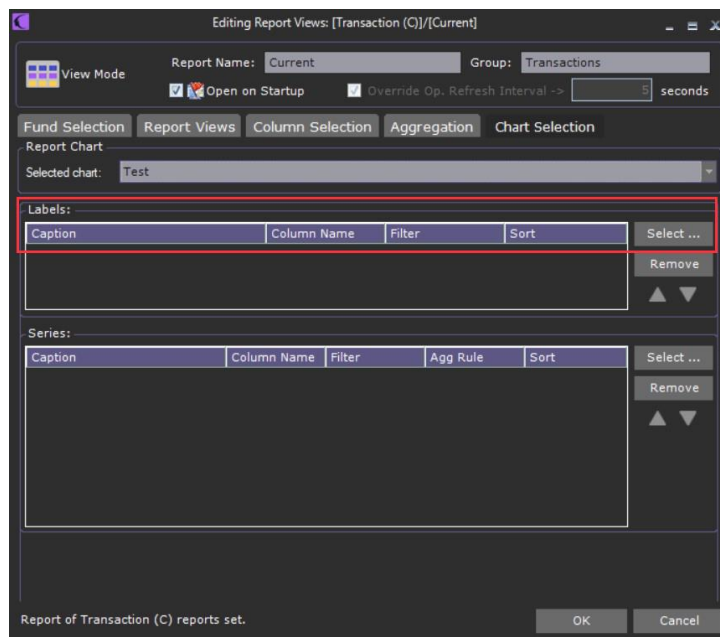 Editing Report Views: [Transaction (C)]/[Current]
View Mode
Report Name: Current Group: Transactions
Open on Startup Override Op. Refresh Interval -> 5 seconds
Fund Selection Report Views Column Selection Aggregation Chart Selection
Report Chart
Selected chart: Test
Labels:
Caption Column Name Filter Sort Select ...
Remove
Series:
Caption Column Name Filter Agg Rule Sort Select ...
Remove
Report of Transaction (C) reports set. OK Cancel